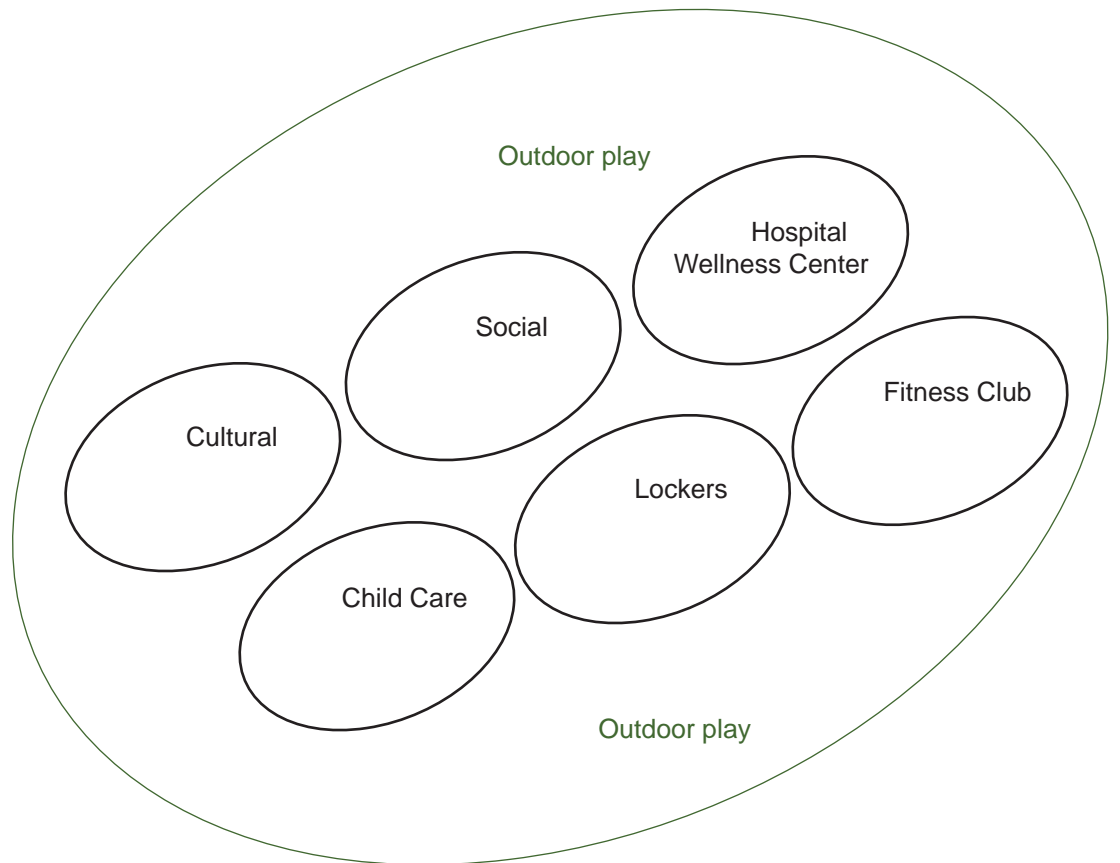 Outdoor play
Hospital
Wellness Center
Social
Fitness Club
Cultural
Lockers
Child Care
Outdoor play